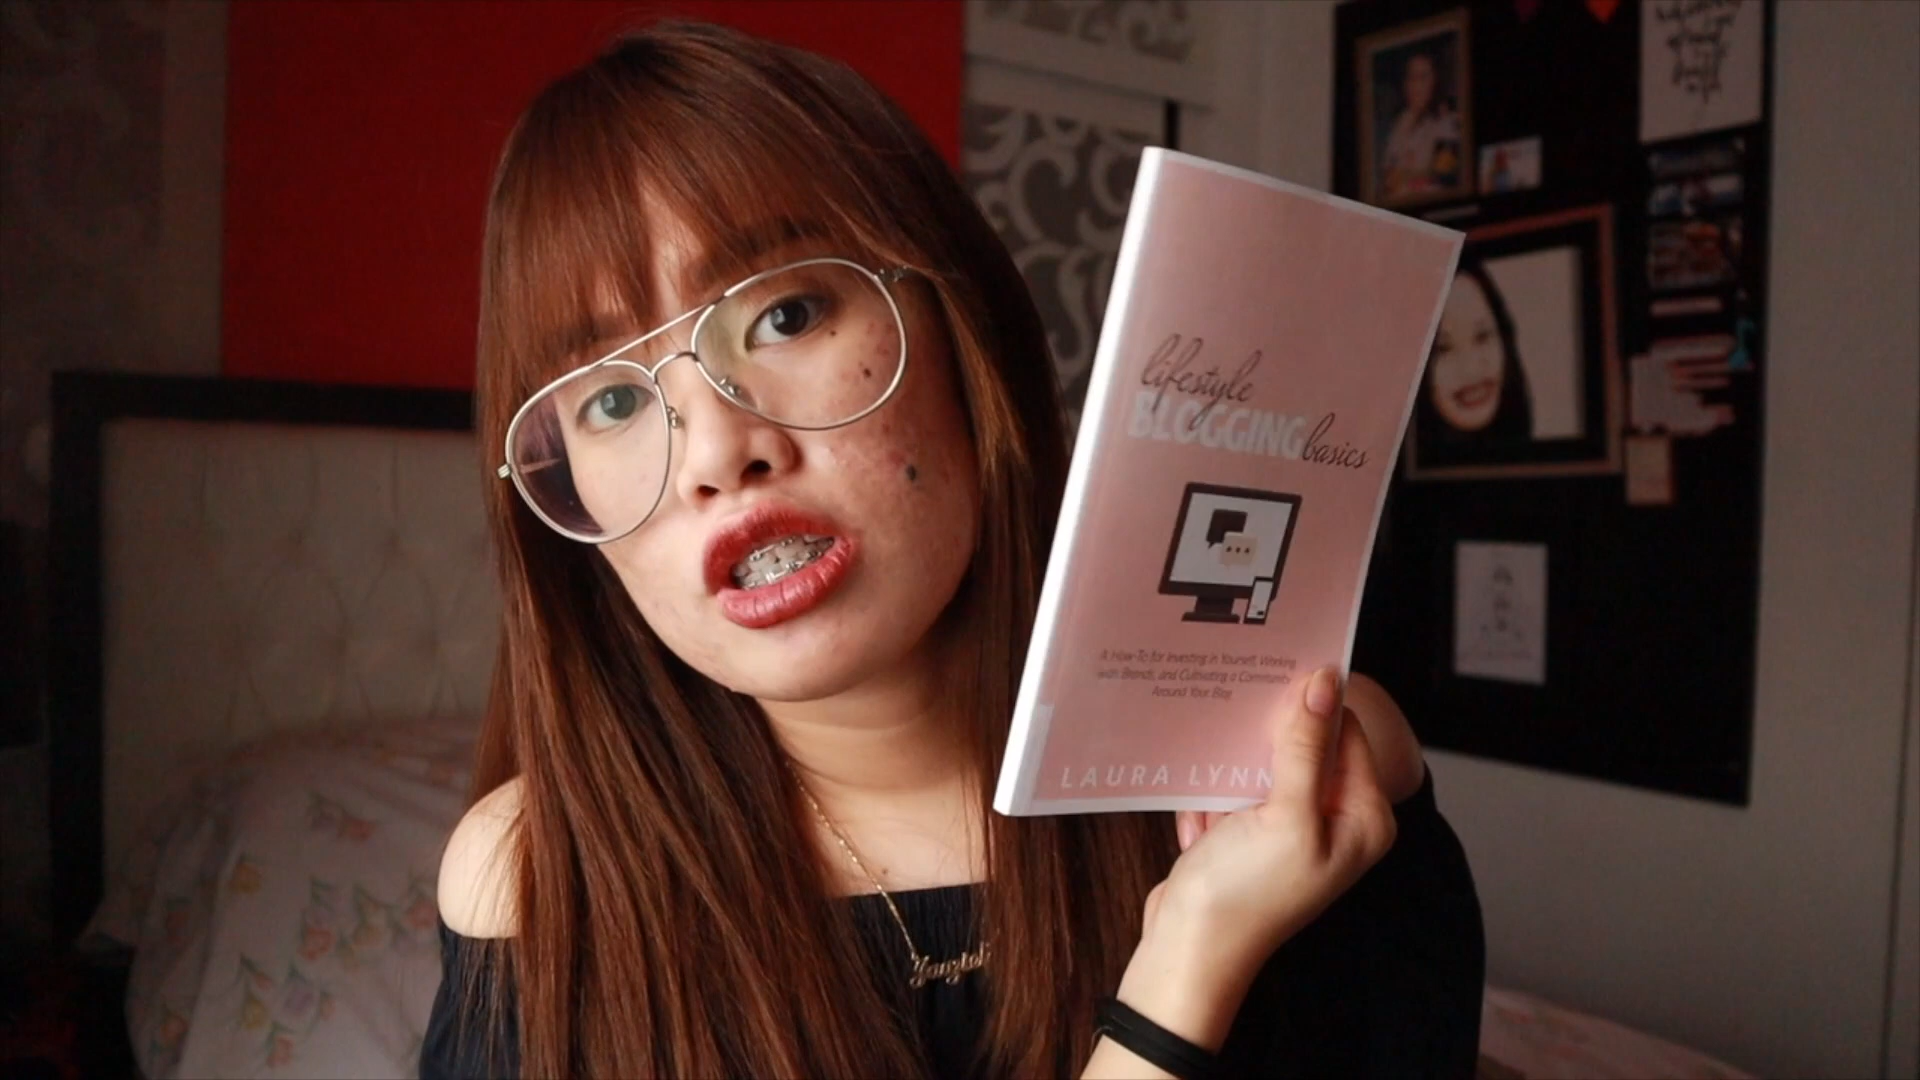 lifestyle
BLOGGING basics
A How-To for Investing in Yourself, Working
with Brands, and Cultivating a Community
Around Your Blog
LAURA LYNN